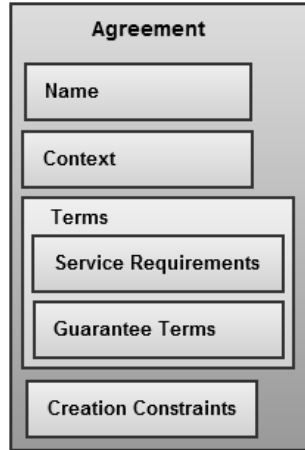 Agreement
Name
Context
Terms
Service Requirements
Guarantee Terms
Creation Constraints